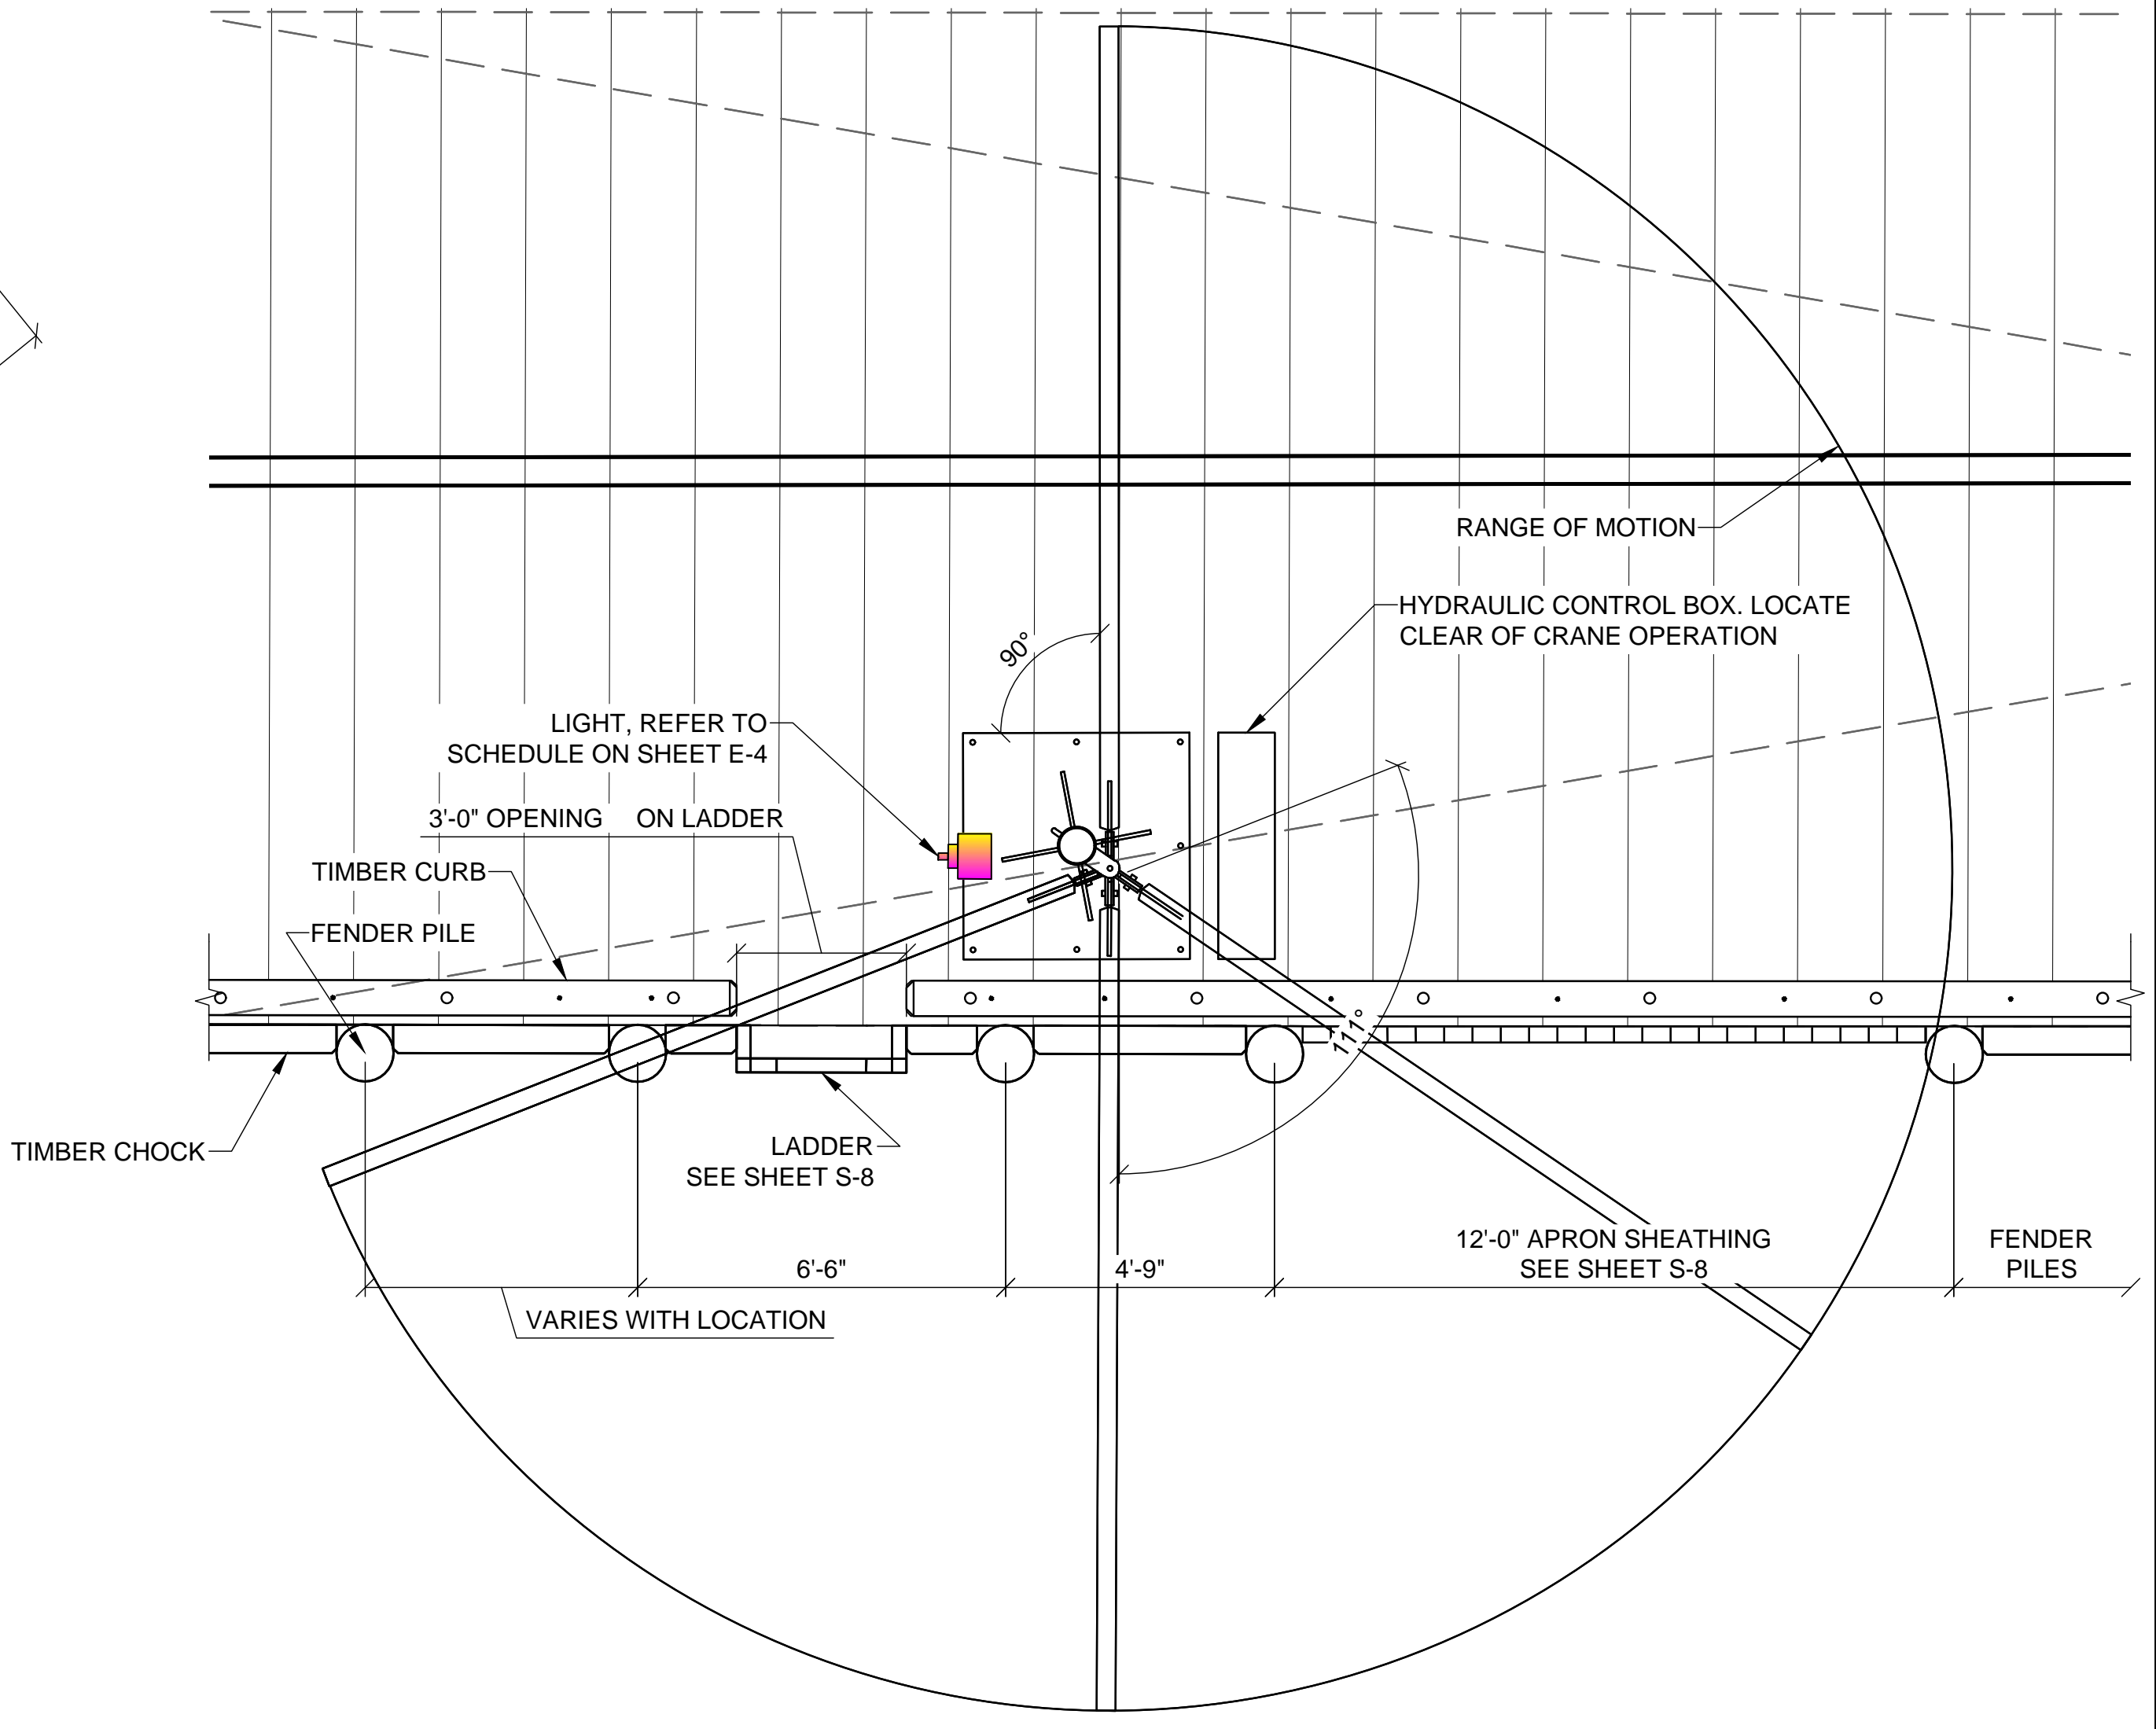 RANGE OF MOTION
HYDRAULIC CONTROL BOX. LOCATE
CLEAR OF CRANE OPERATION
90°
LIGHT, REFER TO
SCHEDULE ON SHEET E-4
3'-0" OPENING ON LADDER
TIMBER CURB
FENDER PILE
111°
TIMBER CHOCK
LADDER
SEE SHEET S-8
12'-0" APRON SHEATHING
SEE SHEET S-8
FENDER
PILES
6'-6"
4'-9"
VARIES WITH LOCATION